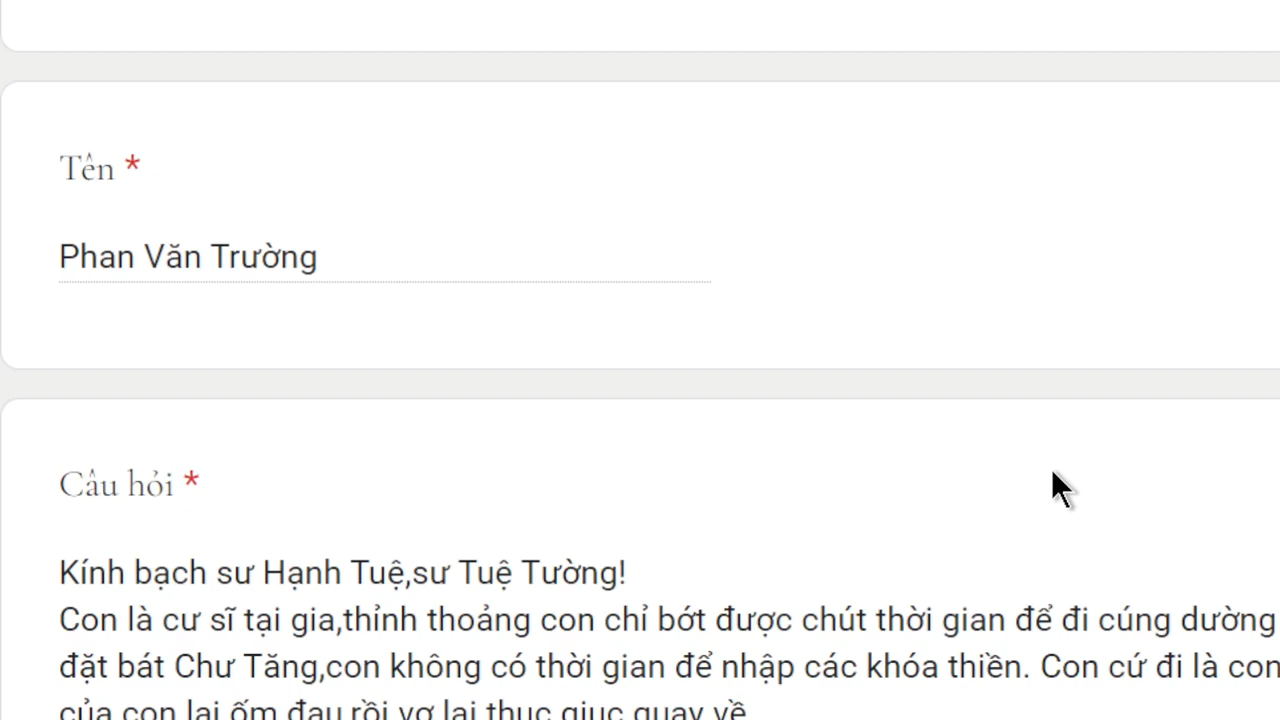 Tên *
Phan Văn Trường
Câu hỏi *
Kính bạch sư Hạnh Tuệ,sư Tuệ Tường!
Con là cư sĩ tại gia,thỉnh thoảng con chỉ bớt được chút thời gian để đi cúng dường
đặt bát Chư Tăng,con không có thời gian để nhập các khóa thiền. Con cứ đi là con
của con lại ốm đau,rồi vợ lại thục giục quay về